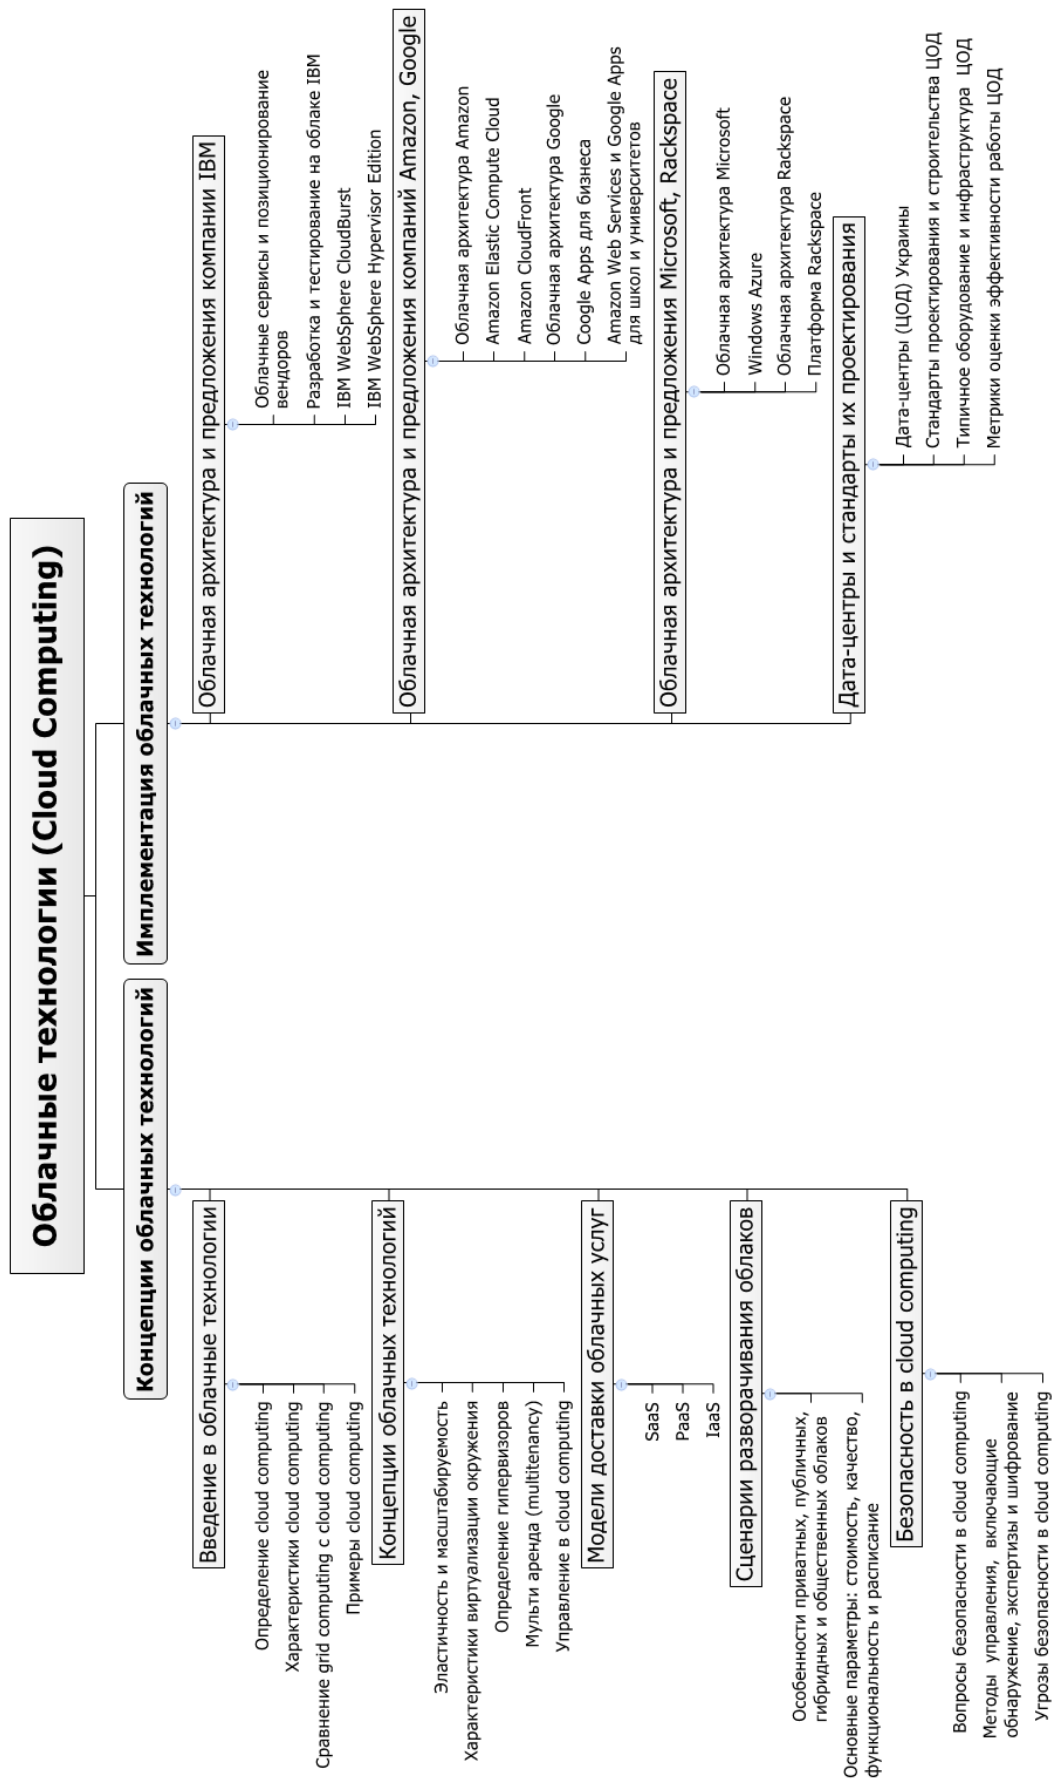 Облачные технологии (Cloud Computing)
Концепции облачных технологий
Введение в облачные технологии
Определение cloud computing
Характеристики cloud computing
Сравнение grid computing с cloud computing
Примеры cloud computing
Концепции облачных технологий
Эластичность и масштабируемость
Характеристики виртуализации окружения
Определение гипервизоров
Мульти аренда (multitenancy)
Управление в cloud computing
Модели доставки облачных услуг
SaaS
PaaS
IaaS
Сценарии разворачивания облаков
Особенности приватных, публичных,
гибридных и общественных облаков
Основные параметры: стоимость, качество,
функциональность и расписание
Безопасность в cloud computing
Вопросы безопасности в cloud computing
Методы управления, включающие
обнаружение, экспертизы и шифрование
Угрозы безопасности в cloud computing
Имплементация облачных технологий
Облачная архитектура и предложения компании IBM
Облачные сервисы и позиционирование
вендоров
Разработка и тестирование на облаке IBM
IBM WebSphere CloudBurst
IBM WebSphere Hypervisor Edition
Облачная архитектура и предложения компаний Amazon, Google
Облачная архитектура Amazon
Amazon Elastic Compute Cloud
Amazon CloudFront
Облачная архитектура Google
Coogle Apps для бизнеса
Amazon Web Services и Google Apps
для школ и университетов
Облачная архитектура и предложения Microsoft, Rackspace
Облачная архитектура Microsoft
Windows Azure
Облачная архитектура Rackspace
Платформа Rackspace
Дата-центры и стандарты их проектирования
Дата-центры (ЦОД) Украины
Стандарты проектирования и строительства ЦОД
Типичное оборудование и инфраструктура ЦОД
Метрики оценки эффективности работы ЦОД